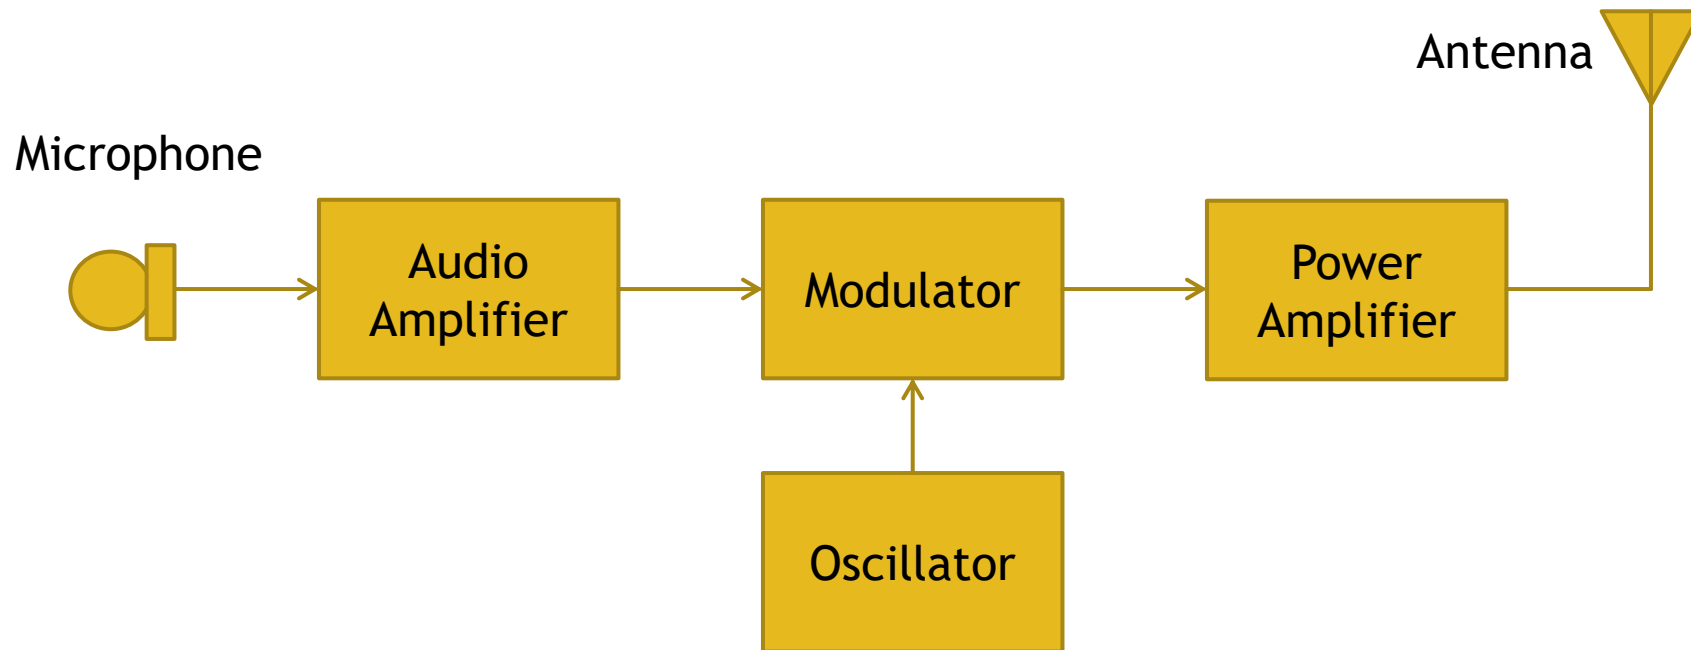 Antenna
Microphone
Audio
Amplifier
Modulator
Power
Amplifier
Oscillator